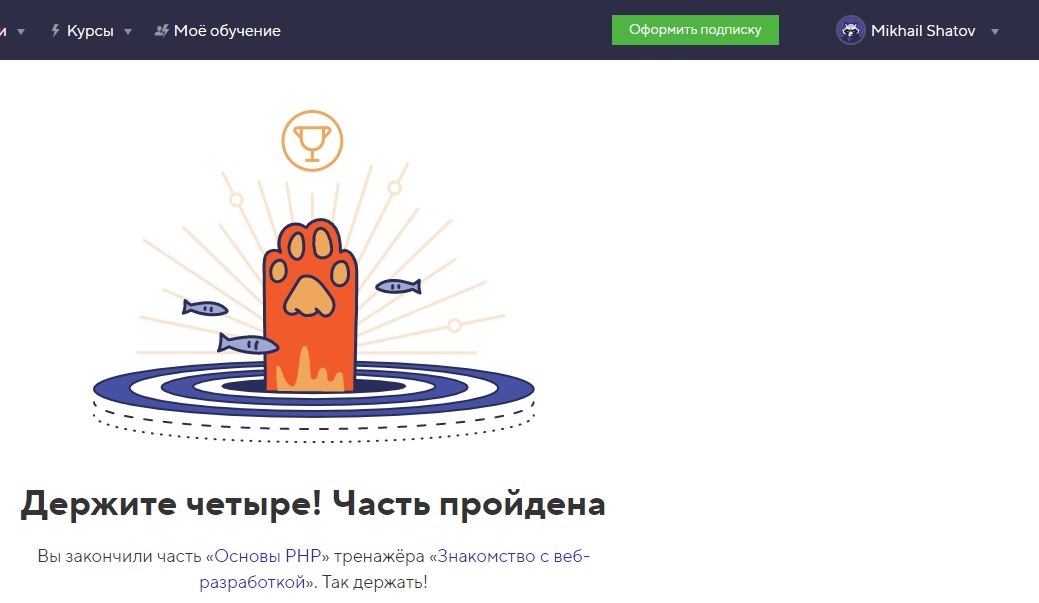 и Курсы Моё обучение Оформить подписку Mikhail Shatov
Держите четыре! Часть пройдена
Вы закончили часть «Основы PHP» тренажёра «Знакомство с веб-
разработкой». Так держать!